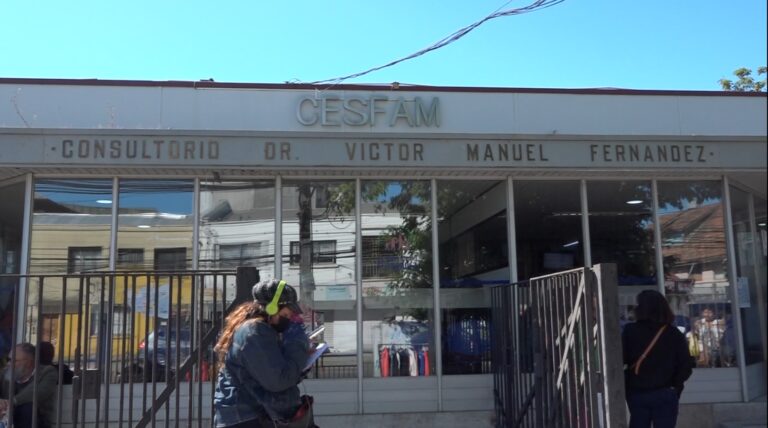 CESFAM
· CONSULTORIO DR. VICTOR MANUEL FERNANDEZ ·